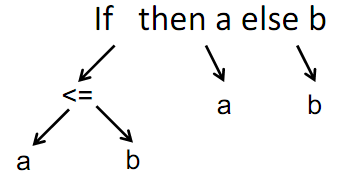 If then a else b
<=
a b
a b